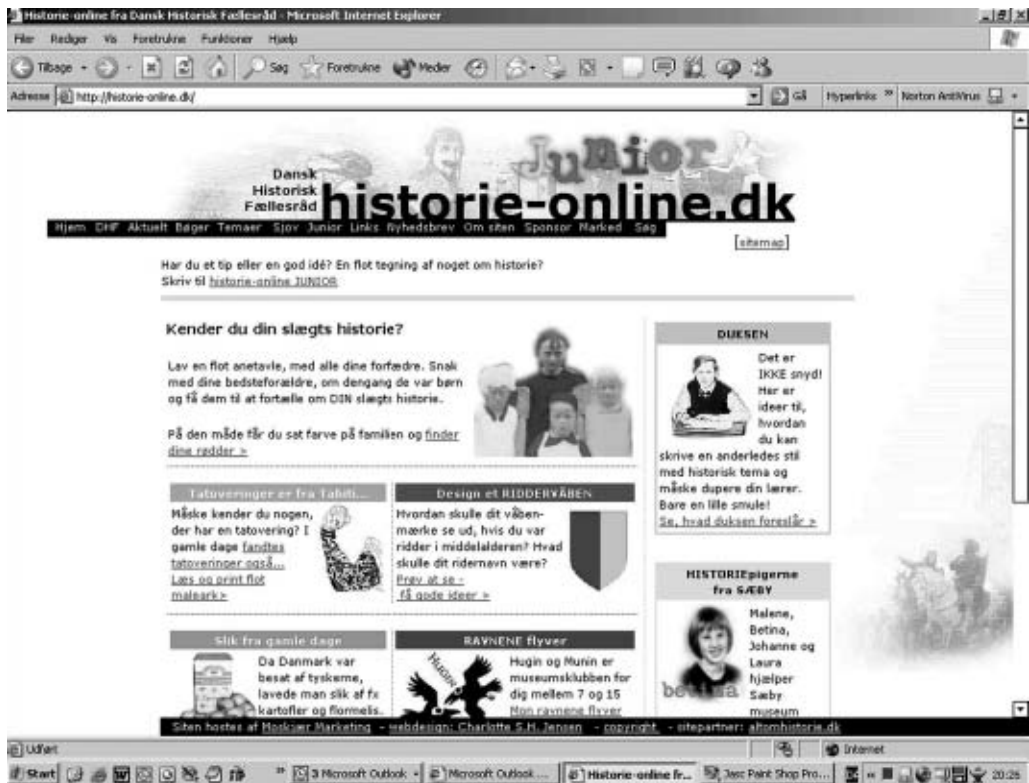 Historie-online fra Dansk Historisk Fællesråd - Microsoft Internet Explorer
Filer Rediger Vis Foretrukne Funktioner Hjælp
Tilbage Søg Foretrukne Medier
Adresse http://historie-online.dk/ Gå Hyperlinks » Norton AntiVirus
Junior
Dansk
Historisk
Fællesråd
historie-online.dk
Hjem DHF Aktuelt Bøger Temaer Sjov Junior Links Nyhedsbrev Om siten Sponsor Marked Søg
[sitemap]
Har du et tip eller en god idé? En flot tegning af noget om historie?
Skriv til historie-online JUNIOR
Kender du din slægts historie?
Lav en flot anetavle, med alle dine forfædre. Snak
med dine bedsteforældre, om dengang de var børn
og få dem til at fortælle om DIN slægts historie.
På den måde får du sat farve på familien og finder
dine rødder >
Tatoveringer er fra Tahiti...
Måske kender du nogen,
der har en tatovering? I
gamle dage fandtes
tatoveringer også...
Læs og print flot
maleark>
Design et RIDDERVÅBEN
Hvordan skulle dit våben-
mærke se ud, hvis du var
ridder i middelalderen? Hvad
skulle dit ridernavn være?
Prøv at se -
få gode ideer >
Slik fra gamle dage
Da Danmark var
besat af tyskerne,
lavede man slik af fx
kartofler og flormelis.
RAVNENE flyver
HUGIN
Hugin og Munin er
museumsklubben for
dig mellem 7 og 15
Mon ravnene flyver
DUKSEN
Det er
IKKE snyd!
Her er
ideer til,
hvordan
du kan
skrive en anderledes stil
med historisk tema og
måske dupere din lærer.
Bare en lille smule!
Se, hvad duksen foreslår >
HISTORIEpigerne
fra SÆBY
betina
Malene,
Betina,
Johanne og
Laura
hjælper
Sæby
museum
Siten hostes af Moskjær Marketing - webdesign: Charlotte S.H. Jensen - copyright - sitepartner: altomhistorie.dk
Udført Internet
Start » 3 Microsoft Outlook Microsoft Outlook ... Historie-online fr... Jasc Paint Shop Pro... « 20:26